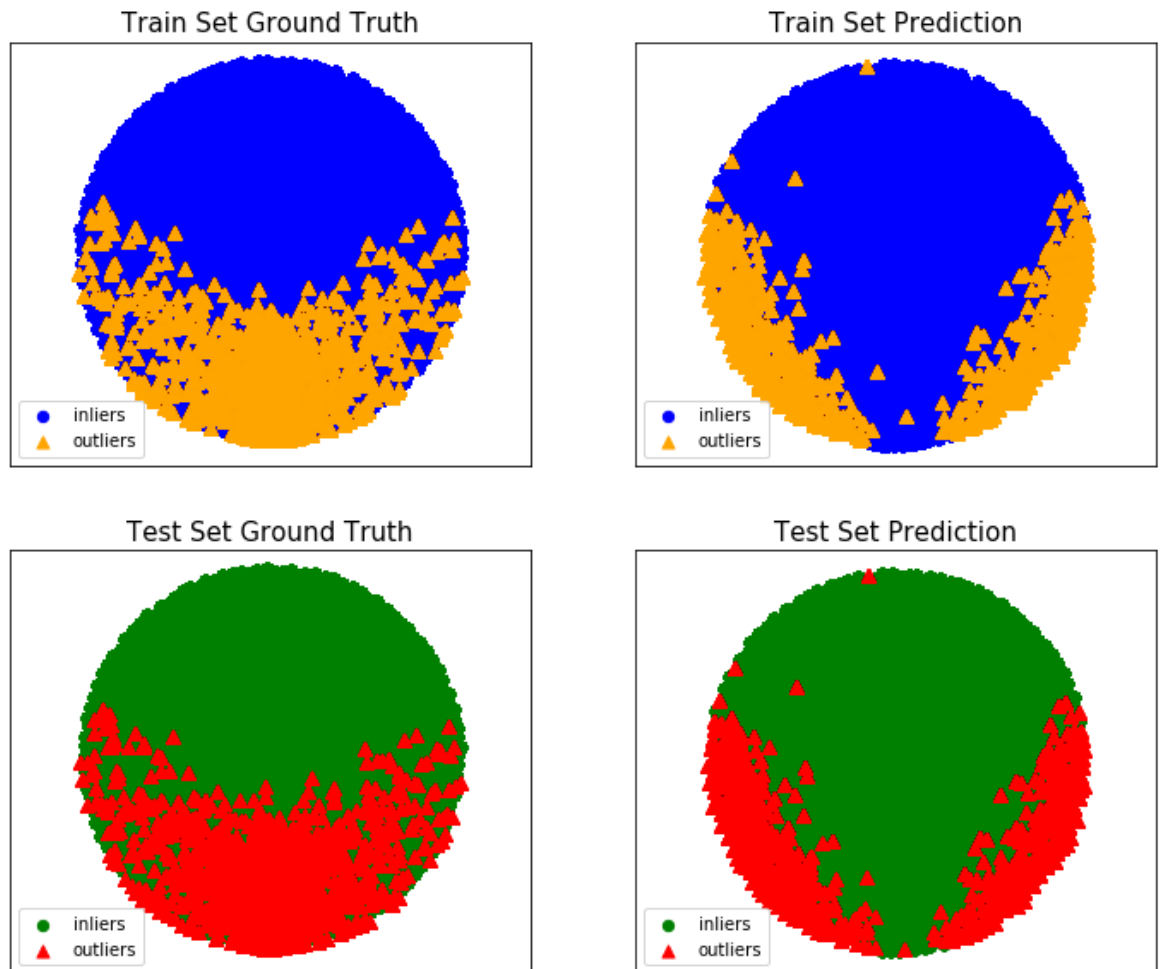 Train Set Ground Truth
Train Set Prediction
inliers
outliers
inliers
outliers
Test Set Ground Truth
Test Set Prediction
inliers
outliers
inliers
outliers